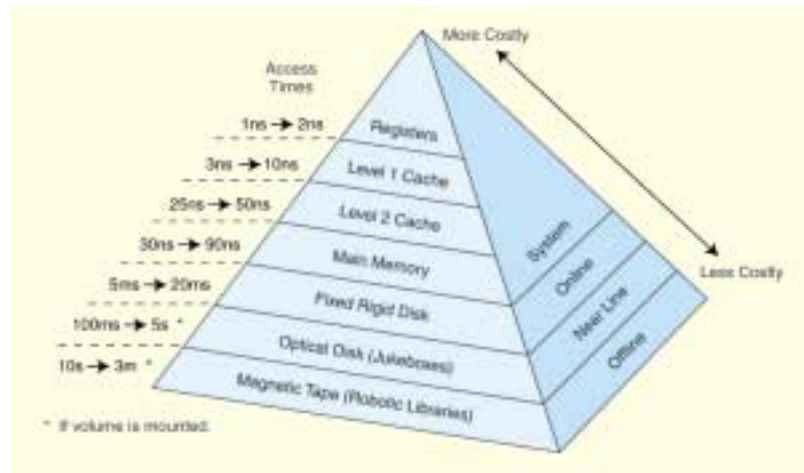 More Costly
Access
Times
1ns → 2ns
Registers
3ns → 10ns
Level 1 Cache
25ns → 50ns
Level 2 Cache
30ns → 90ns
Main Memory
5ms → 20ms
Fixed Rigid Disk
100ms → 5s *
Optical Disk (Jukeboxes)
10s → 3m *
Magnetic Tape (Robotic Libraries)
System
Online
Near Line
Offline
Less Costly
* If volume is mounted.